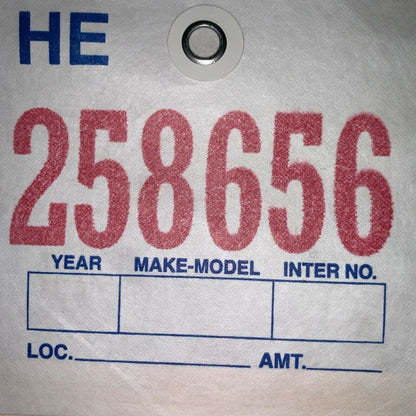 HE
258656
YEAR MAKE-MODEL INTER NO.
LOC. AMT.